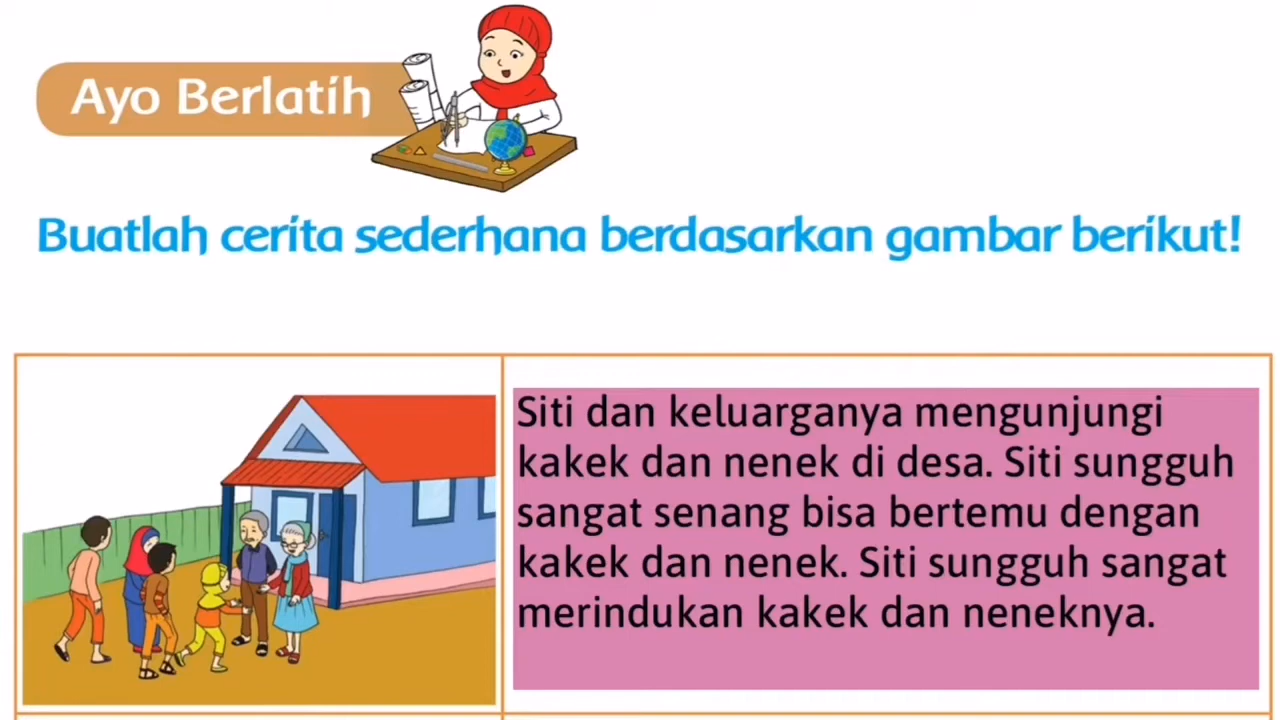 Ayo Berlatih
Buatlah cerita sederhana berdasarkan gambar berikut!
Siti dan keluarganya mengunjungi
kakek dan nenek di desa. Siti sungguh
sangat senang bisa bertemu dengan
kakek dan nenek. Siti sungguh sangat
merindukan kakek dan neneknya.